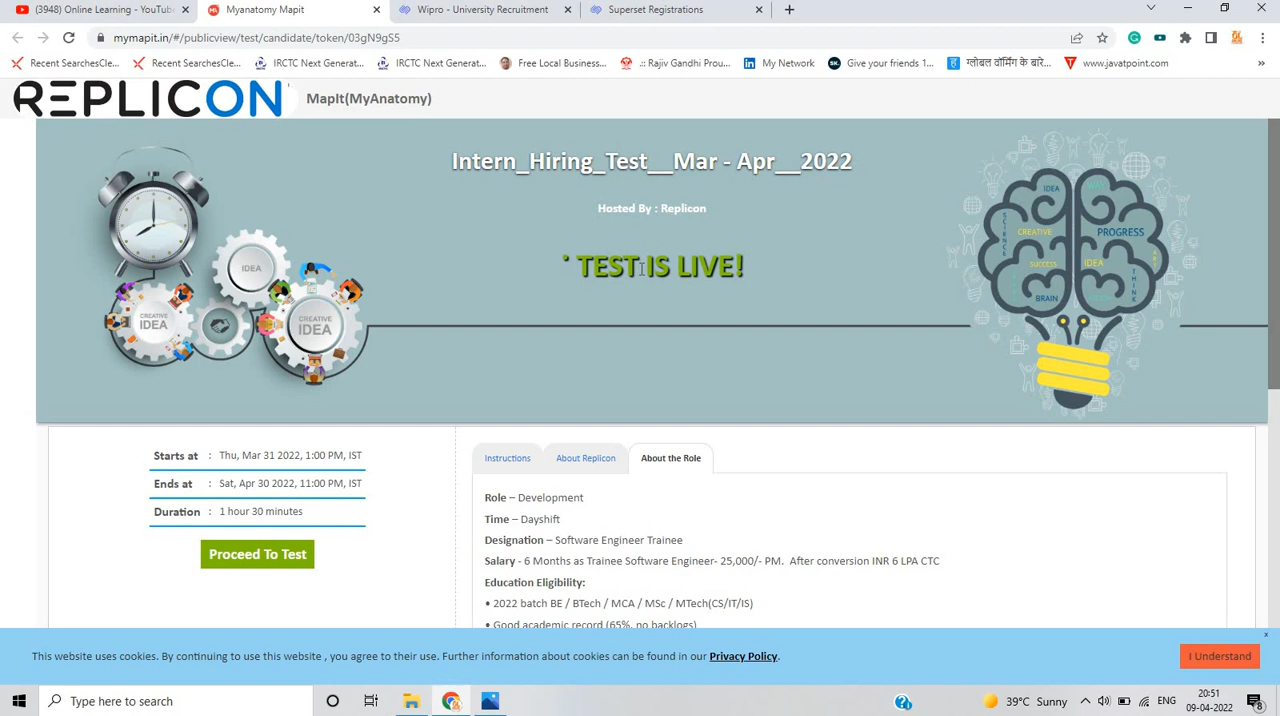 (3948) Online Learning - YouTub
Myanatomy Mapit
Wipro - University Recruitment
Superset Registrations
mymapit.in/#/publicview/test/candidate/token/03gN9gS5
Recent SearchesCle...
Recent SearchesCle...
IRCTC Next Generat...
IRCTC Next Generat...
Free Local Business...
.:: Rajiv Gandhi Prou...
My Network
Give your friends 1...
ग्लोबल वॉर्मिंग के बारे...
www.javatpoint.com
REPLICON
MapIt(MyAnatomy)
Intern_Hiring_Test__Mar - Apr__2022
Hosted By : Replicon
' TEST IS LIVE!
IDEA
CREATIVE
IDEA
CREATIVE
IDEA
IDEA
SCIENCE
CREATIVE
SUCCESS
BRAIN
PROGRESS
IDEA
THINK
Starts at : Thu, Mar 31 2022, 1:00 PM, IST
Ends at : Sat, Apr 30 2022, 11:00 PM, IST
Duration : 1 hour 30 minutes
Proceed To Test
Instructions
About Replicon
About the Role
Role – Development
Time – Dayshift
Designation – Software Engineer Trainee
Salary - 6 Months as Trainee Software Engineer- 25,000/- PM. After conversion INR 6 LPA CTC
Education Eligibility:
• 2022 batch BE / BTech / MCA / MSc / MTech(CS/IT/IS)
• Good academic record (65%, no backlogs)
This website uses cookies. By continuing to use this website , you agree to their use. Further information about cookies can be found in our Privacy Policy.
x
I Understand
Type here to search
39°C Sunny
ENG
20:51
09-04-2022
8